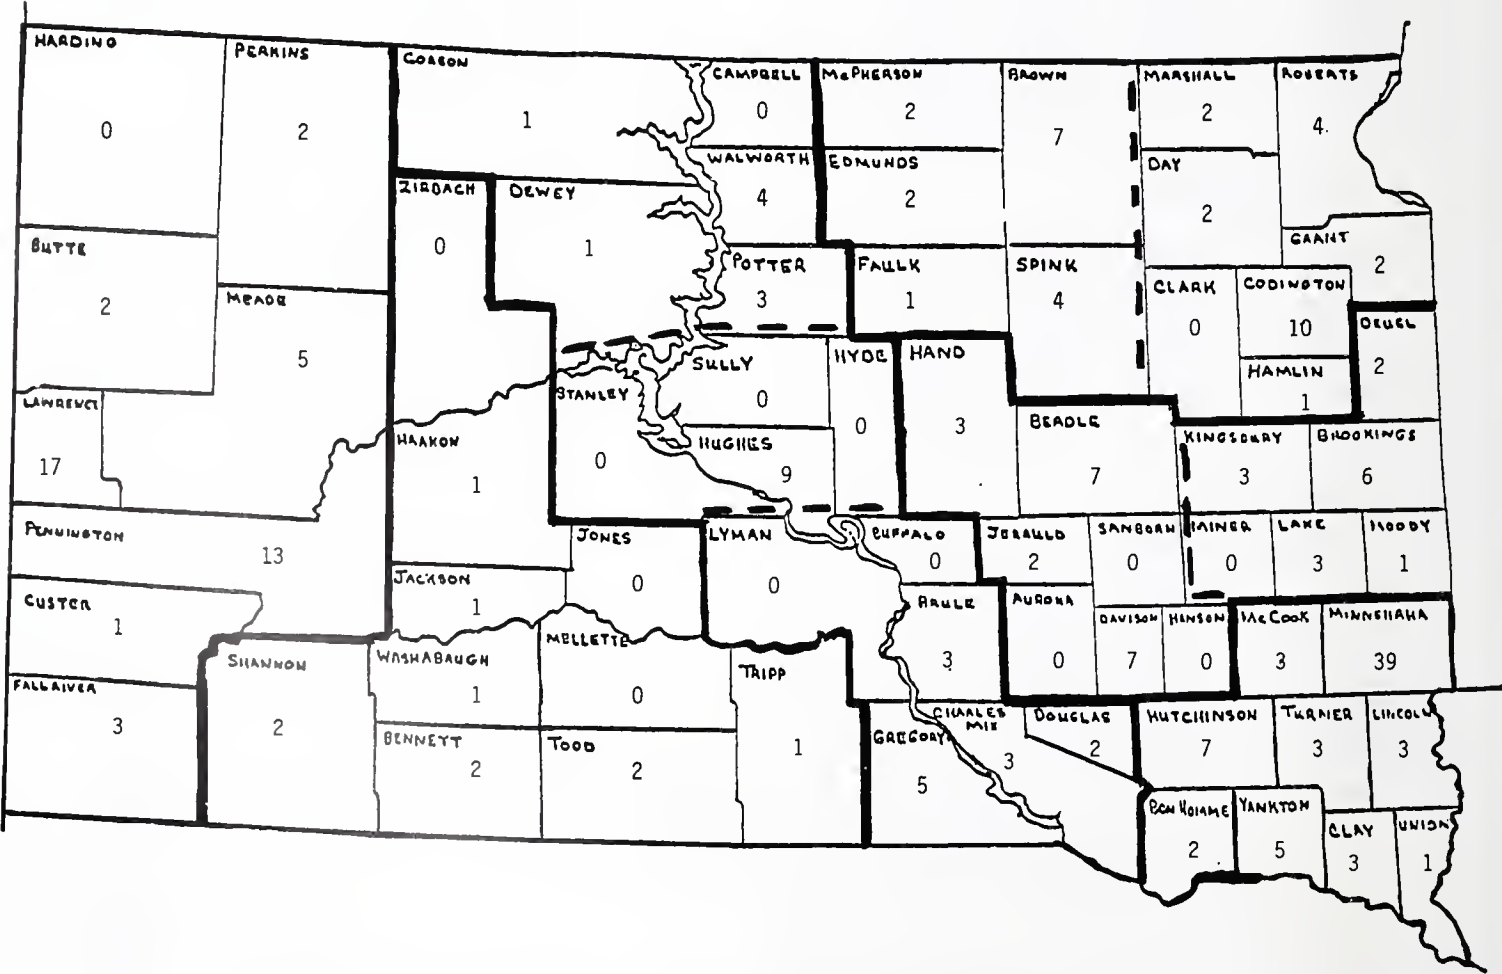 HARDING
0
PERKINS
2
CORSON
1
CAMPBELL
0
McPHERSON
2
BROWN
7
MARSHALL
2
ROBERTS
4
WALWORTH
4
EDMUNDS
2
DAY
2
ZIEBACH
0
DEWEY
1
GRANT
2
BUTTE
2
MEADE
5
POTTER
3
FAULK
1
SPINK
4
CLARK
0
CODINGTON
10
DEUEL
2
HAMLIN
1
SULLY
0
HYDE
0
HAND
3
STANLEY
0
HUGHES
9
LAWRENCE
17
HAAKON
1
BEADLE
7
KINGSBURY
3
BROOKINGS
6
PENNINGTON
13
JONES
0
LYMAN
0
BUFFALO
0
JERAULD
2
SANBORN
0
MINER
0
LAKE
3
MOODY
1
JACKSON
1
CUSTER
1
BRULE
3
AURORA
0
DAVISON
7
HANSON
0
McCOOK
3
MINNEHAHA
39
SHANNON
2
WASHABAUGH
1
MELLETTE
0
TRIPP
1
FALL RIVER
3
BENNETT
2
TODD
2
GREGORY
5
CHARLES
MIX
3
DOUGLAS
2
HUTCHINSON
7
TURNER
3
LINCOLN
3
BON HOMME
2
YANKTON
5
CLAY
3
UNION
1